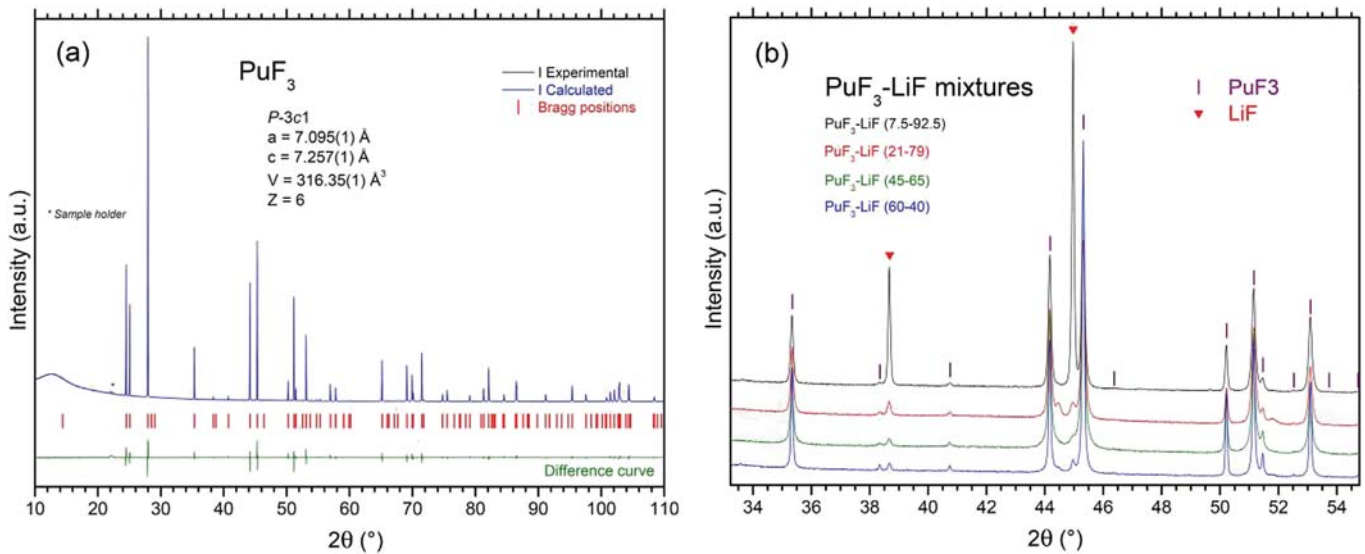 (a)
PuF₃
P-3c1
a = 7.095(1) Å
c = 7.257(1) Å
V = 316.35(1) Å³
Z = 6
* Sample holder
*
I Experimental
I Calculated
Bragg positions
Difference curve
Intensity (a.u.)
10 20 30 40 50 60 70 80 90 100 110
2θ (°)
(b)
PuF₃-LiF mixtures
PuF₃-LiF (7.5-92.5)
PuF₃-LiF (21-79)
PuF₃-LiF (45-65)
PuF₃-LiF (60-40)
PuF3
LiF
Intensity (a.u.)
34 36 38 40 42 44 46 48 50 52 54
2θ (°)